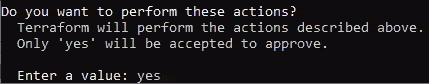 Do you want to perform these actions?
Terraform will perform the actions described above.
Only 'yes' will be accepted to approve.
Enter a value: yes